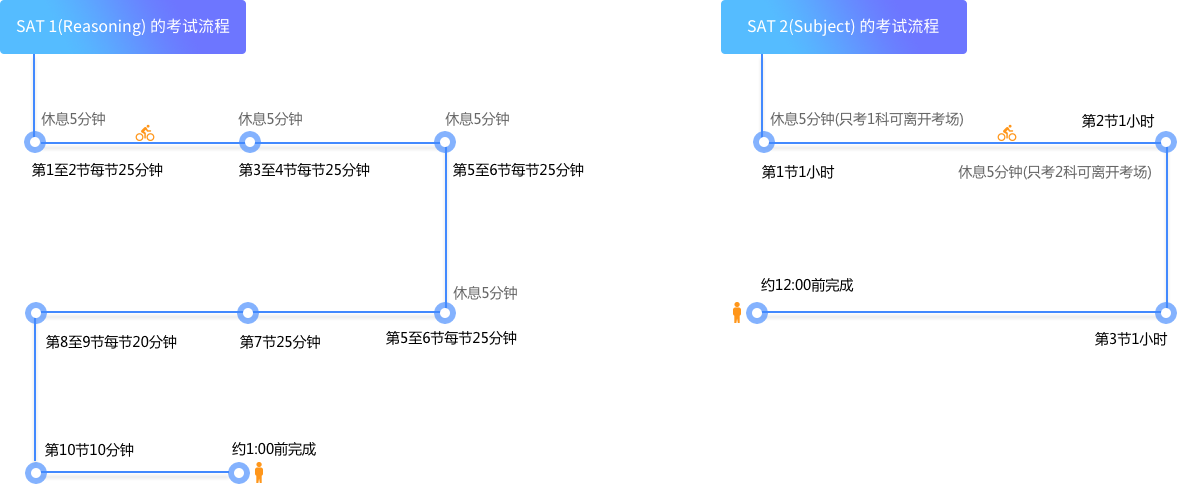 SAT 1(Reasoning) 的考试流程
休息5分钟
休息5分钟
休息5分钟
第1至2节每节25分钟
第3至4节每节25分钟
第5至6节每节25分钟
休息5分钟
第8至9节每节20分钟
第7节25分钟
第5至6节每节25分钟
第10节10分钟
约1:00前完成
SAT 2(Subject) 的考试流程
休息5分钟(只考1科可离开考场)
第2节1小时
第1节1小时
休息5分钟(只考2科可离开考场)
约12:00前完成
第3节1小时